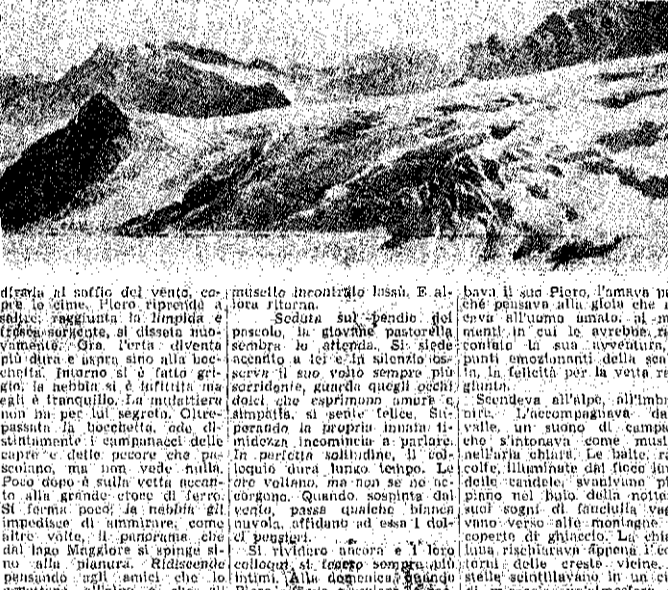 dirada al soffio del vento, co-
pre le cime. Piero riprende a
salire, raggiunta la limpida e
fresca sorgente, si disseta nuo-
vamente. Ora, l'erta diventa
più dura e aspra sino alla boc-
chetta. Intorno si è fatto gri-
gio, la nebbia si è infittita ma
egli è tranquillo. La mulattiera
non ha per lui segreto. Oltre-
passata la bocchetta, ode di-
stintamente i campanacci delle
capre e delle pecore che pa-
scolano, ma non vede nulla.
Poco dopo è sulla vetta accan-
to alla grande croce di ferro.
Si ferma poco, la nebbia gli
impedisce di ammirare, come
altre volte, il panorama che
dal lago Maggiore si spinge si-
no alla pianura. Ridiscende
pensando agli amici che lo
musetto incontrato lassù. E al-
lora ritorna.
Seduta sul pendio del
pascolo, la giovane pastorella
sembra lo attenda. Si siede
accanto a lei e in silenzio os-
serva il suo volto sempre più
sorridente, guarda quegli occhi
dolci che esprimono amore e
simpatia, si sente felice. Su-
perando la propria innata ti-
midezza incomincia a parlare.
In perfetta solitudine, il col-
loquio dura lungo tempo. Le
ore volano, ma non se ne ac-
corgono. Quando, sospinta dal
vento, passa qualche bianca
nuvola, affidano ad essa i dol-
ci pensieri.
Si rividero ancora e i loro
colloqui si fecero sempre più
intimi. Alla domenica, quando
bava il suo Piero, l'amava
ché pensava alla gioia che
ceva all'uomo amato, ai
menti in cui le avrebbe
contato la sua avventura,
punti emozionanti della
ta, la felicità per la vetta
giunta.
Scendeva all'alpe, all'imbr
nire. L'accompagnava
valle, un suono di
che s'intonava come
nell'aria chiara. Le baite,
colte, illuminate dal fioco
delle candele, svanivano
piano nel buio della
suoi sogni di fanciulla
vano verso alte montagne
coperte di ghiaccio. La
luna rischiarava appena i
torni delle creste vicine.
stelle scintillavano in un